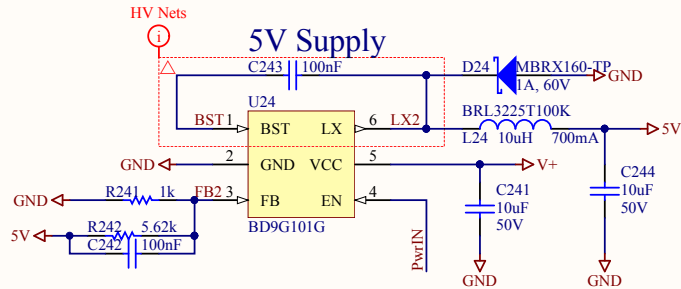 HV Nets
i
5V Supply
C243
100nF
D24
MBRX160-TP
1A, 60V
GND
U24
BST
1
BST
LX
6
LX2
BRL3225T100K
L24
10uH
700mA
5V
GND
2
GND
VCC
5
V+
GND
R241
1k
FB2
3
FB
EN
4
C241
10uF
50V
C244
10uF
50V
5V
R242
5.62k
C242
100nF
BD9G101G
PwrIN
GND
GND